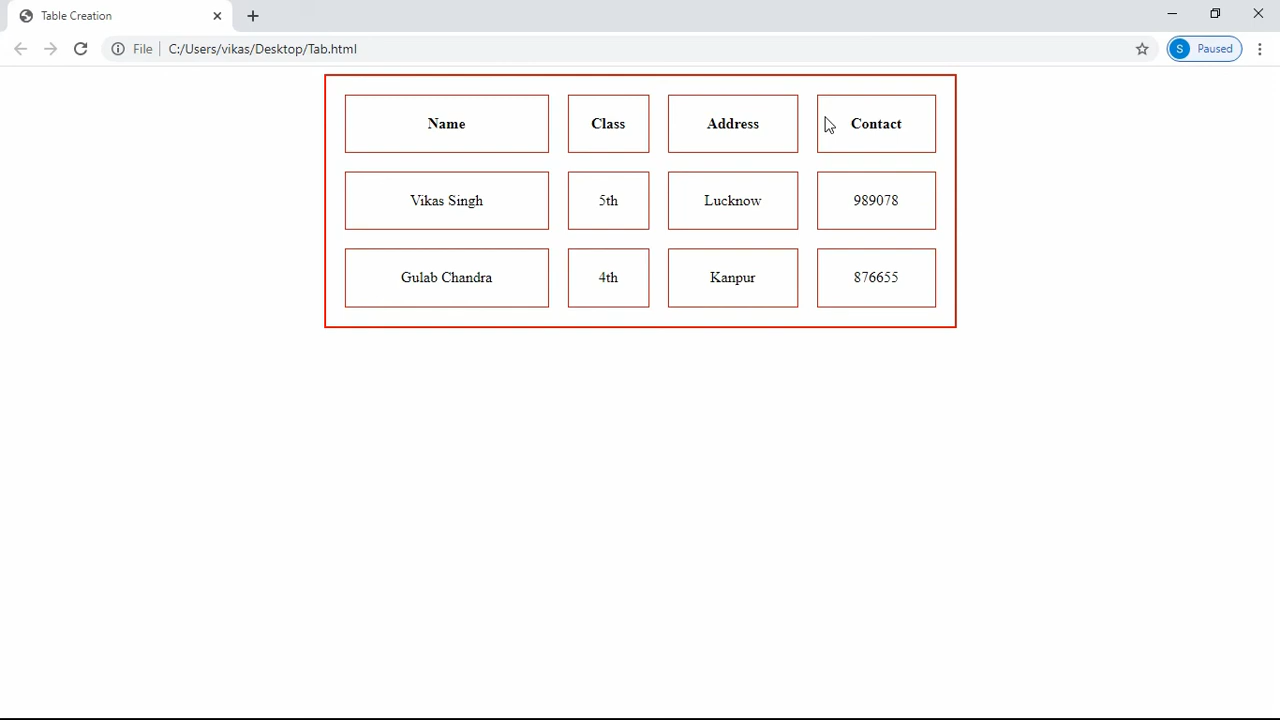 Table Creation
File C:/Users/vikas/Desktop/Tab.html S Paused
Name Class Address Contact
Vikas Singh 5th Lucknow 989078
Gulab Chandra 4th Kanpur 876655